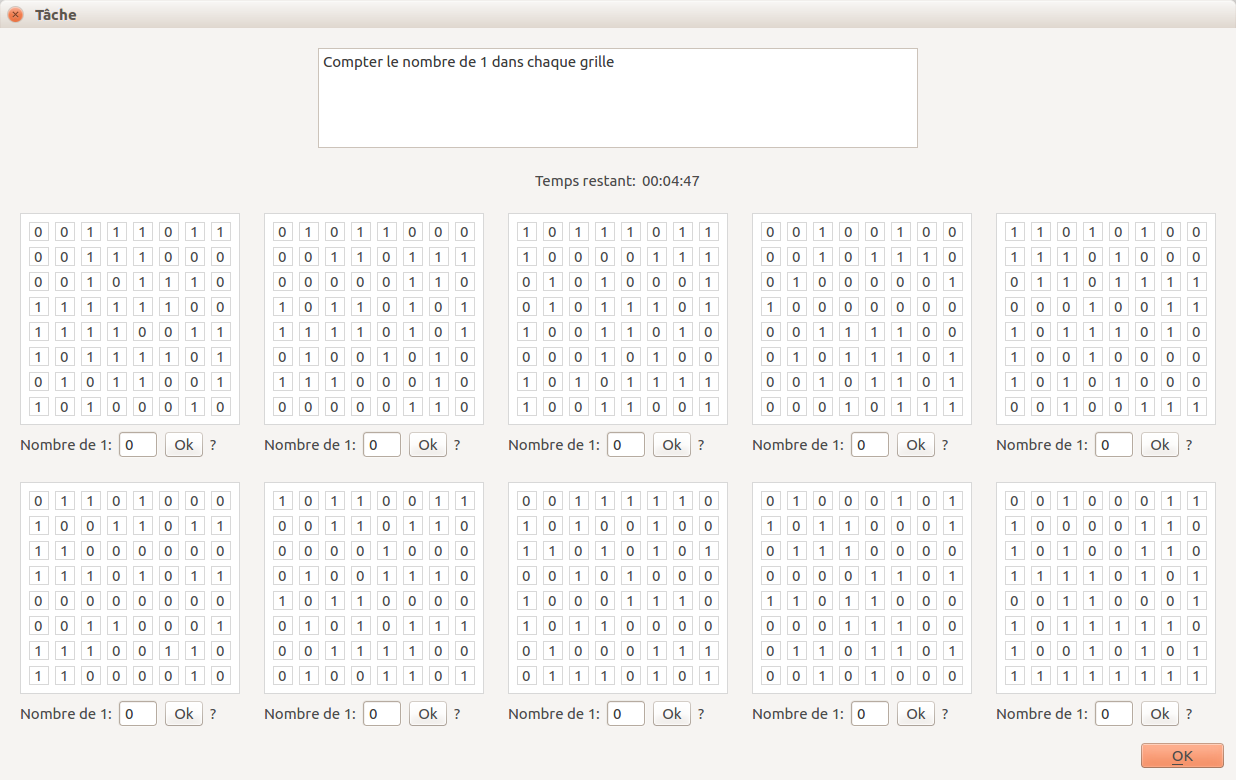 Tâche
Compter le nombre de 1 dans chaque grille
Temps restant: 00:04:47
0 0 1 1 1 0 1 1 0 1 0 1 1 0 0 0 1 0 1 1 1 0 1 1 0 0 1 0 0 1 0 0 1 1 0 1 0 1 0 0
0 0 1 1 1 0 0 0 0 0 1 1 0 1 1 1 1 0 0 0 0 1 1 1 0 0 1 0 1 1 1 0 1 1 1 0 1 0 0 0
0 0 1 0 1 1 1 0 0 0 0 0 0 1 1 0 0 1 0 1 0 0 0 1 0 1 0 0 0 0 0 1 0 1 1 0 1 1 1 1
1 1 1 1 1 1 0 0 1 0 1 1 0 1 0 1 0 1 0 1 1 1 0 1 1 0 0 0 0 0 0 0 0 0 0 1 0 0 1 1
1 1 1 1 0 0 1 1 1 1 1 1 0 1 0 1 1 0 0 1 1 0 1 0 0 0 1 1 1 1 0 0 1 0 1 1 1 0 1 0
1 0 1 1 1 1 0 1 0 1 0 0 1 0 1 0 0 0 0 1 0 1 0 0 0 1 0 1 1 1 0 1 1 0 0 1 0 0 0 0
0 1 0 1 1 0 0 1 1 1 1 0 0 0 1 0 1 0 1 0 1 1 1 1 0 0 1 0 1 1 0 1 1 0 1 0 1 0 0 0
1 0 1 0 0 0 1 0 0 0 0 0 0 1 1 0 1 0 0 1 1 0 0 1 0 0 0 1 0 1 1 1 0 0 1 0 0 1 1 1
Nombre de 1: 0 Ok ? Nombre de 1: 0 Ok ? Nombre de 1: 0 Ok ? Nombre de 1: 0 Ok ? Nombre de 1: 0 Ok ?
0 1 1 0 1 0 0 0 1 0 1 1 0 0 1 1 0 0 1 1 1 1 1 0 0 1 0 0 0 1 0 1 0 0 1 0 0 0 1 1
1 0 0 1 1 0 1 0 0 0 1 1 0 1 1 0 0 1 1 0 0 1 1 0 1 0 1 1 0 0 0 1 1 0 0 0 0 1 1 0
1 1 0 0 0 0 0 0 0 0 0 0 1 0 0 0 1 1 0 1 0 1 0 1 0 1 1 1 0 0 0 0 1 0 1 0 0 1 1 0
1 1 1 0 1 0 1 1 0 1 0 0 1 1 1 0 0 0 1 0 1 0 0 0 0 0 0 0 1 1 0 1 1 1 1 1 0 1 0 1
0 0 0 0 0 0 0 0 1 0 1 1 0 0 0 0 1 0 0 0 1 1 1 0 1 1 0 1 1 0 0 0 0 0 1 1 0 0 0 1
0 0 1 1 0 0 0 1 0 1 0 1 0 1 1 1 1 0 1 1 0 0 0 0 0 0 0 1 1 1 0 0 1 0 1 1 1 1 1 0
1 1 1 0 0 1 1 0 0 0 1 1 1 1 0 0 0 1 0 0 0 1 1 1 0 1 1 0 1 0 0 1 1 0 1 1 0 1 0 0
1 1 0 0 0 0 1 0 0 1 0 0 1 1 0 1 0 1 1 1 0 1 0 1 0 0 1 0 1 0 0 0 1 1 1 1 1 1 1 1
Nombre de 1: 0 Ok ? Nombre de 1: 0 Ok ? Nombre de 1: 0 Ok ? Nombre de 1: 0 Ok ? Nombre de 1: 0 Ok ?
OK